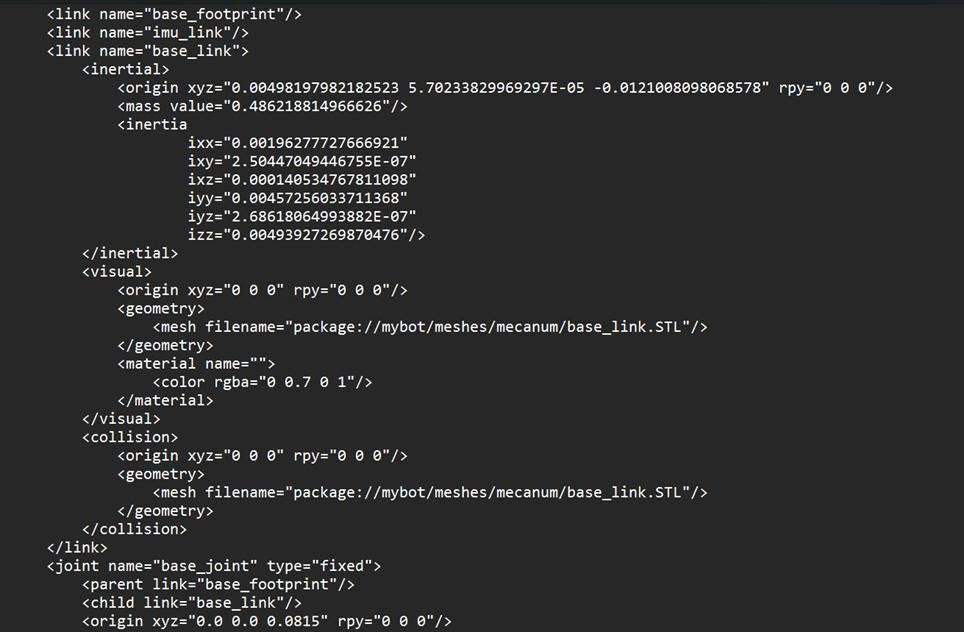 <link name="base_footprint"/>
<link name="imu_link"/>
<link name="base_link">
<inertial>
<origin xyz="0.00498197982182523 5.70233829969297E-05 -0.0121008098068578" rpy="0 0 0"/>
<mass value="0.486218814966626"/>
<inertia
ixx="0.00196277727666921"
ixy="2.50447049446755E-07"
ixz="0.000140534767811098"
iyy="0.00457256033711368"
iyz="2.68618064993882E-07"
izz="0.00493927269870476"/>
</inertial>
<visual>
<origin xyz="0 0 0" rpy="0 0 0"/>
<geometry>
<mesh filename="package://mybot/meshes/mecanum/base_link.STL"/>
</geometry>
<material name="">
<color rgba="0 0.7 0 1"/>
</material>
</visual>
<collision>
<origin xyz="0 0 0" rpy="0 0 0"/>
<geometry>
<mesh filename="package://mybot/meshes/mecanum/base_link.STL"/>
</geometry>
</collision>
</link>
<joint name="base_joint" type="fixed">
<parent link="base_footprint"/>
<child link="base_link"/>
<origin xyz="0.0 0.0 0.0815" rpy="0 0 0"/>